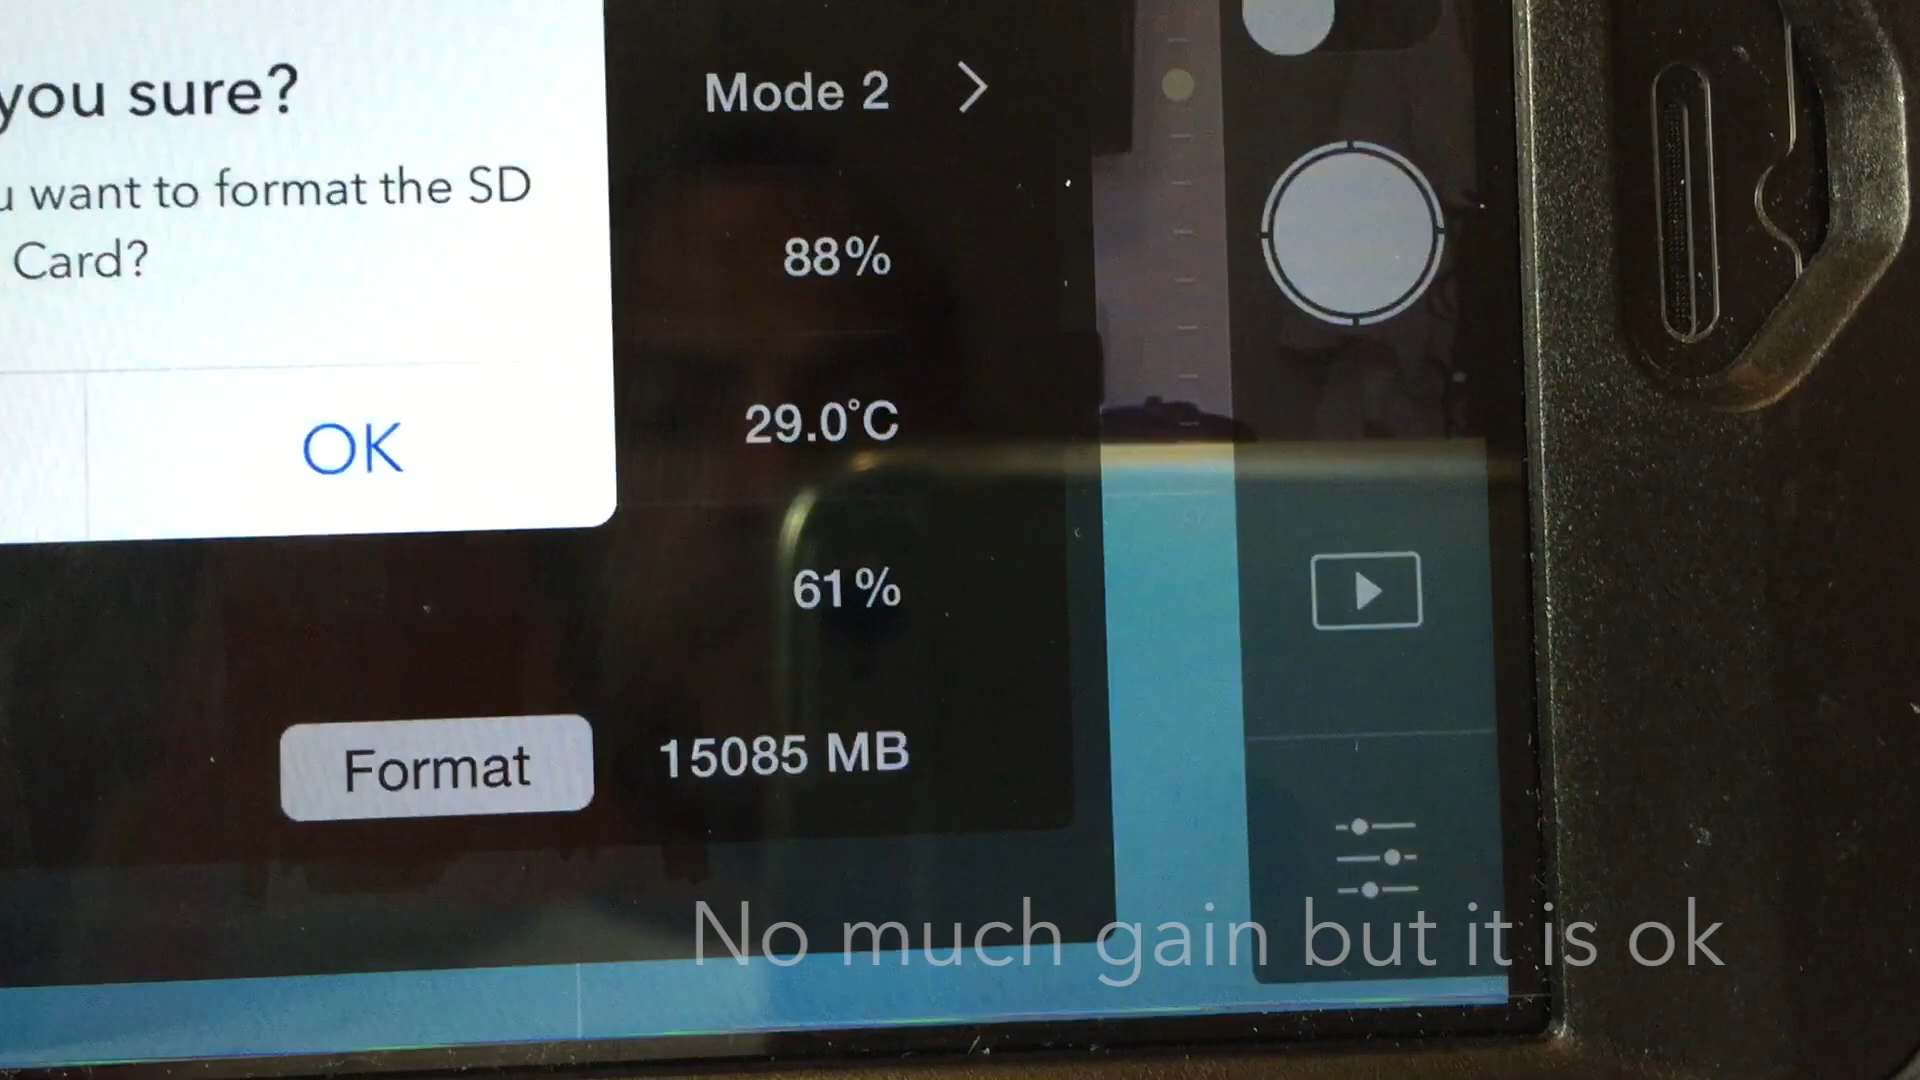 you sure?
want to format the SD
Card?
OK
Mode 2
88%
29.0°C
61%
Format
15085 MB
No much gain but it is ok